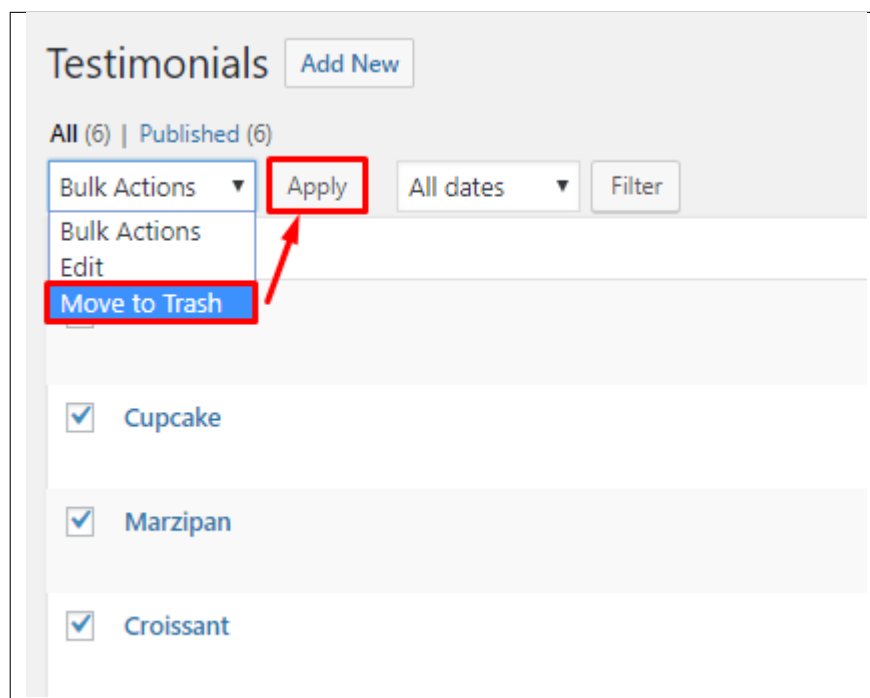 Testimonials Add New
All (6) | Published (6)
Bulk Actions Apply All dates Filter
Bulk Actions
Edit
Move to Trash
Cupcake
Marzipan
Croissant